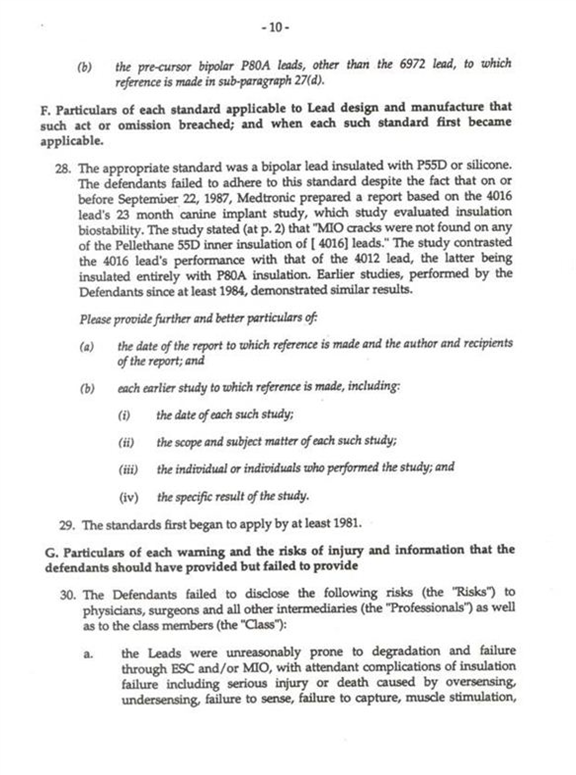 - 10 -
(b) the pre-cursor bipolar P80A leads, other than the 6972 lead, to which
reference is made in sub-paragraph 27(d).
F. Particulars of each standard applicable to Lead design and manufacture that
such act or omission breached; and when each such standard first became
applicable.
28. The appropriate standard was a bipolar lead insulated with P55D or silicone.
The defendants failed to adhere to this standard despite the fact that on or
before September 22, 1987, Medtronic prepared a report based on the 4016
lead's 23 month canine implant study, which study evaluated insulation
biostability. The study stated (at p. 2) that "MIO cracks were not found on any
of the Pellethane 55D inner insulation of [ 4016] leads." The study contrasted
the 4016 lead's performance with that of the 4012 lead, the latter being
insulated entirely with P80A insulation. Earlier studies, performed by the
Defendants since at least 1984, demonstrated similar results.
Please provide further and better particulars of:
(a) the date of the report to which reference is made and the author and recipients
of the report; and
(b) each earlier study to which reference is made, including:
(i) the date of each such study;
(ii) the scope and subject matter of each such study;
(iii) the individual or individuals who performed the study; and
(iv) the specific result of the study.
29. The standards first began to apply by at least 1981.
G. Particulars of each warning and the risks of injury and information that the
defendants should have provided but failed to provide
30. The Defendants failed to disclose the following risks (the "Risks") to
physicians, surgeons and all other intermediaries (the "Professionals") as well
as to the class members (the "Class"):
a. the Leads were unreasonably prone to degradation and failure
through ESC and/or MIO, with attendant complications of insulation
failure including serious injury or death caused by oversensing,
undersensing, failure to sense, failure to capture, muscle stimulation,